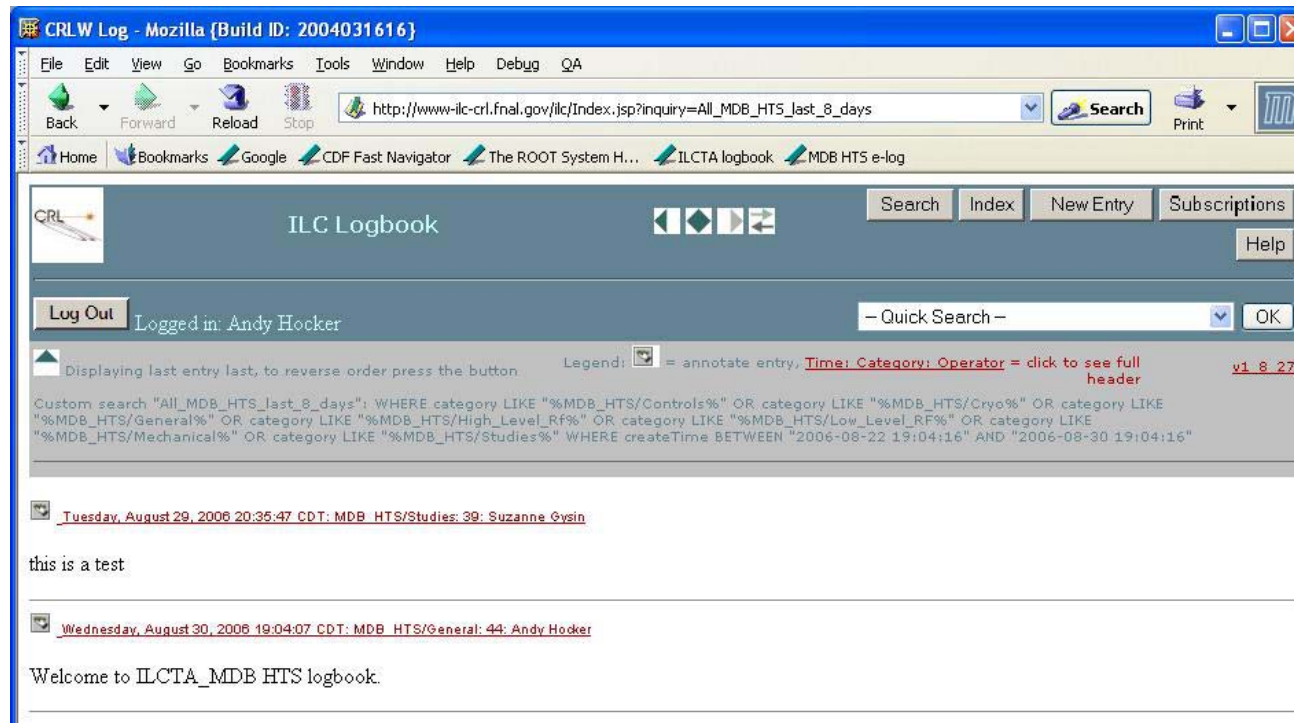 CRLW Log - Mozilla {Build ID: 2004031616}
File Edit View Go Bookmarks Tools Window Help Debug QA
Back Forward Reload Stop http://www-ilc-crl.fnal.gov/ilc/Index.jsp?inquiry=All_MDB_HTS_last_8_days Search Print
Home Bookmarks Google CDF Fast Navigator The ROOT System H... ILCTA logbook MDB HTS e-log
CRL ILC Logbook Search Index New Entry Subscriptions
Help
Log Out Logged in: Andy Hocker – Quick Search – OK
Displaying last entry last, to reverse order press the button Legend: = annotate entry, Time: Category: Operator = click to see full header v1_8_27
Custom search "All_MDB_HTS_last_8_days": WHERE category LIKE "%MDB_HTS/Controls%" OR category LIKE "%MDB_HTS/Cryo%" OR category LIKE
"%MDB_HTS/General%" OR category LIKE "%MDB_HTS/High_Level_Rf%" OR category LIKE "%MDB_HTS/Low_Level_RF%" OR category LIKE
"%MDB_HTS/Mechanical%" OR category LIKE "%MDB_HTS/Studies%" WHERE createTime BETWEEN "2006-08-22 19:04:16" AND "2006-08-30 19:04:16"
Tuesday, August 29, 2006 20:35:47 CDT: MDB_HTS/Studies: 39: Suzanne Gysin
this is a test
Wednesday, August 30, 2006 19:04:07 CDT: MDB_HTS/General: 44: Andy Hocker
Welcome to ILCTA_MDB HTS logbook.